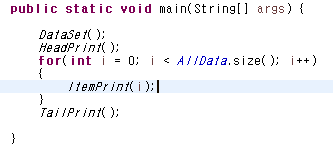 public static void main(String[] args) {
DataSet();
HeadPrint();
for(int i = 0; i < AllData.size(); i++)
{
ItemPrint(i);
}
TailPrint();
}